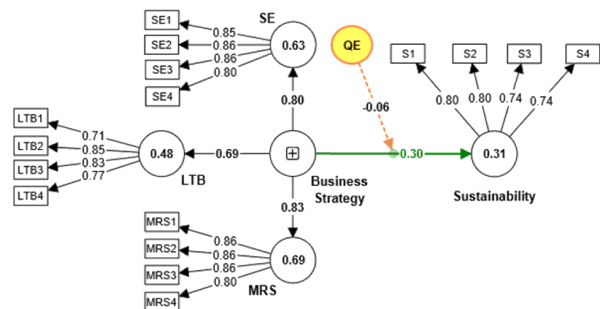 SE
SE1
SE2
SE3
SE4
0.85
0.86
0.86
0.80
0.63
QE
S1
S2
S3
S4
0.80
0.80
0.74
0.74
-0.06
0.80
LTB1
LTB2
LTB3
LTB4
0.71
0.85
0.83
0.77
0.48
LTB
0.69
Business
Strategy
0.30
0.31
Sustainability
0.83
MRS1
MRS2
MRS3
MRS4
0.86
0.86
0.86
0.80
0.69
MRS